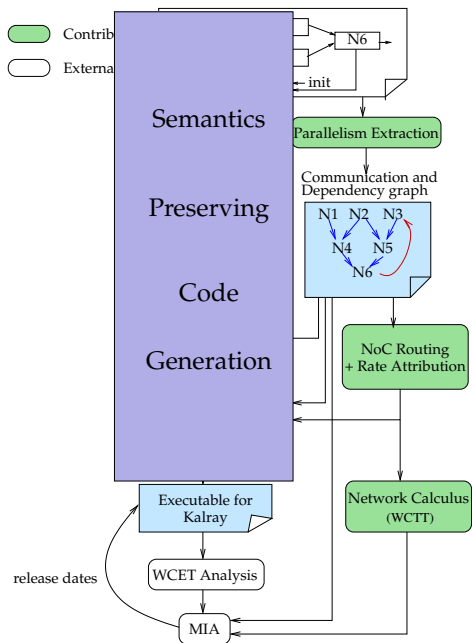 Contrib
Externa
N6
init
Semantics
Preserving
Code
Generation
Parallelism Extraction
Communication and
Dependency graph
N1 N2 N3
N4 N5
N6
NoC Routing
+ Rate Attribution
Executable for
Kalray
Network Calculus
(WCTT)
WCET Analysis
release dates
MIA